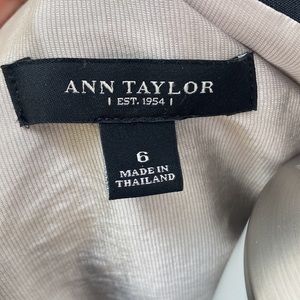 ANN TAYLOR
| EST. 1954 |
6
MADE IN
THAILAND